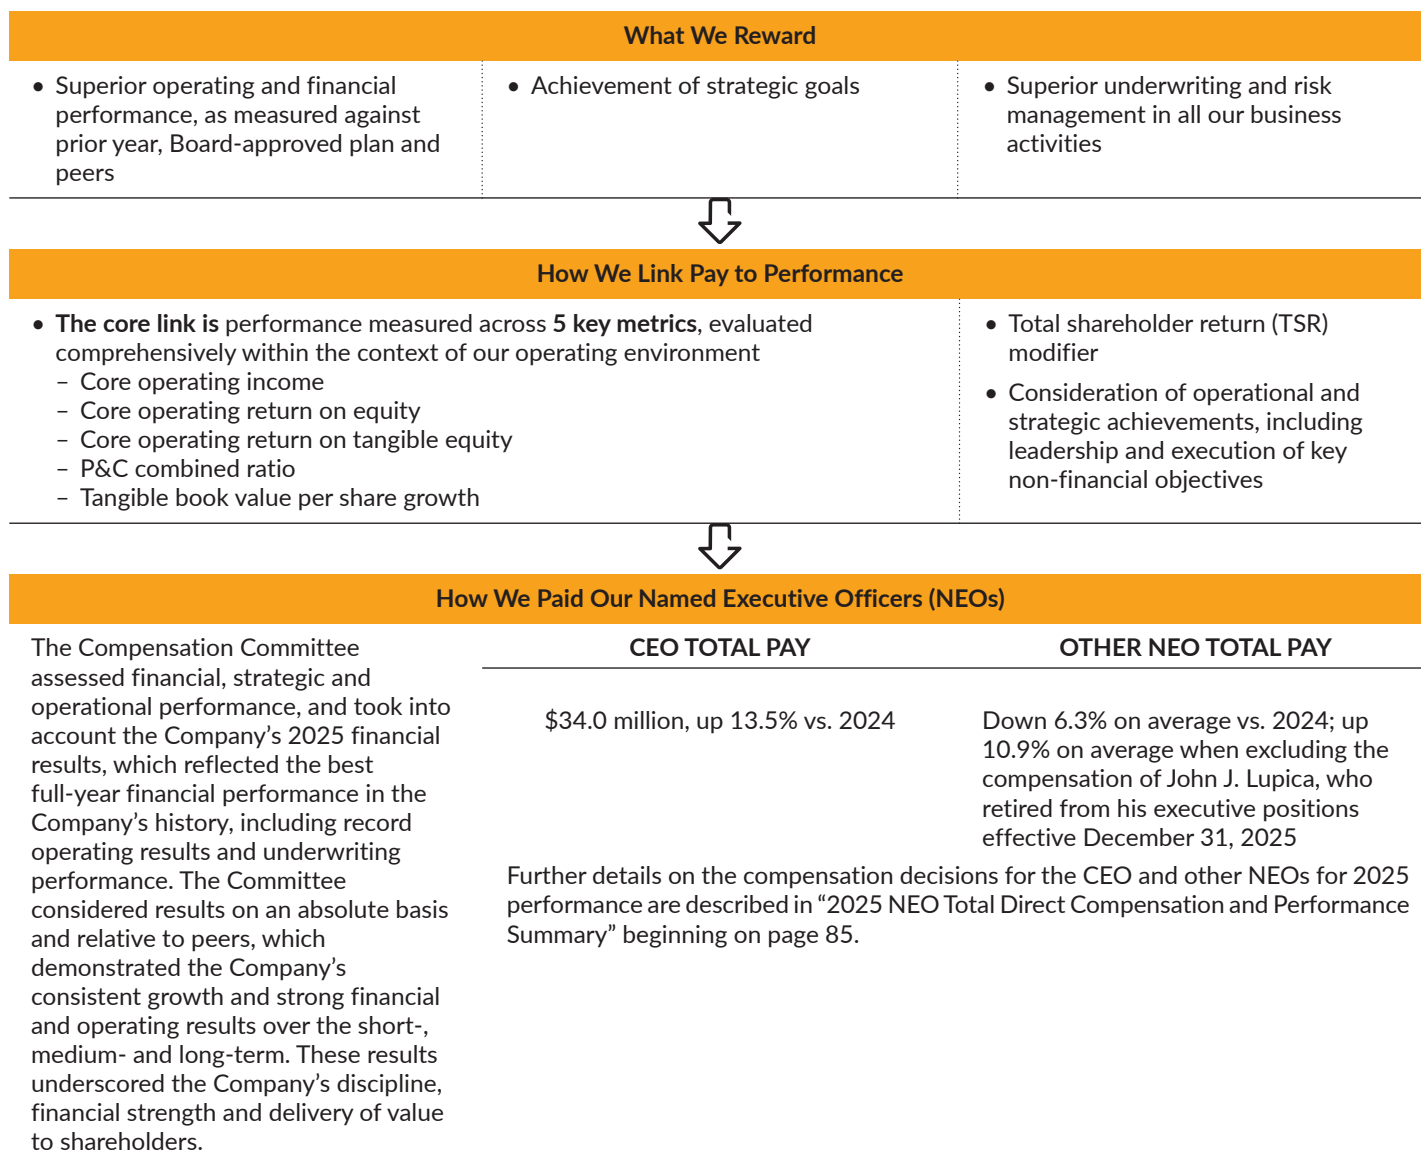 What We Reward
• Superior operating and financial
performance, as measured against
prior year, Board-approved plan and
peers
• Achievement of strategic goals
• Superior underwriting and risk
management in all our business
activities
How We Link Pay to Performance
• The core link is performance measured across 5 key metrics, evaluated
comprehensively within the context of our operating environment
– Core operating income
– Core operating return on equity
– Core operating return on tangible equity
– P&C combined ratio
– Tangible book value per share growth
• Total shareholder return (TSR)
modifier
• Consideration of operational and
strategic achievements, including
leadership and execution of key
non-financial objectives
How We Paid Our Named Executive Officers (NEOs)
The Compensation Committee
assessed financial, strategic and
operational performance, and took into
account the Company’s 2025 financial
results, which reflected the best
full-year financial performance in the
Company’s history, including record
operating results and underwriting
performance. The Committee
considered results on an absolute basis
and relative to peers, which
demonstrated the Company’s
consistent growth and strong financial
and operating results over the short-,
medium- and long-term. These results
underscored the Company’s discipline,
financial strength and delivery of value
to shareholders.
CEO TOTAL PAY
$34.0 million, up 13.5% vs. 2024
OTHER NEO TOTAL PAY
Down 6.3% on average vs. 2024; up
10.9% on average when excluding the
compensation of John J. Lupica, who
retired from his executive positions
effective December 31, 2025
Further details on the compensation decisions for the CEO and other NEOs for 2025
performance are described in “2025 NEO Total Direct Compensation and Performance
Summary” beginning on page 85.